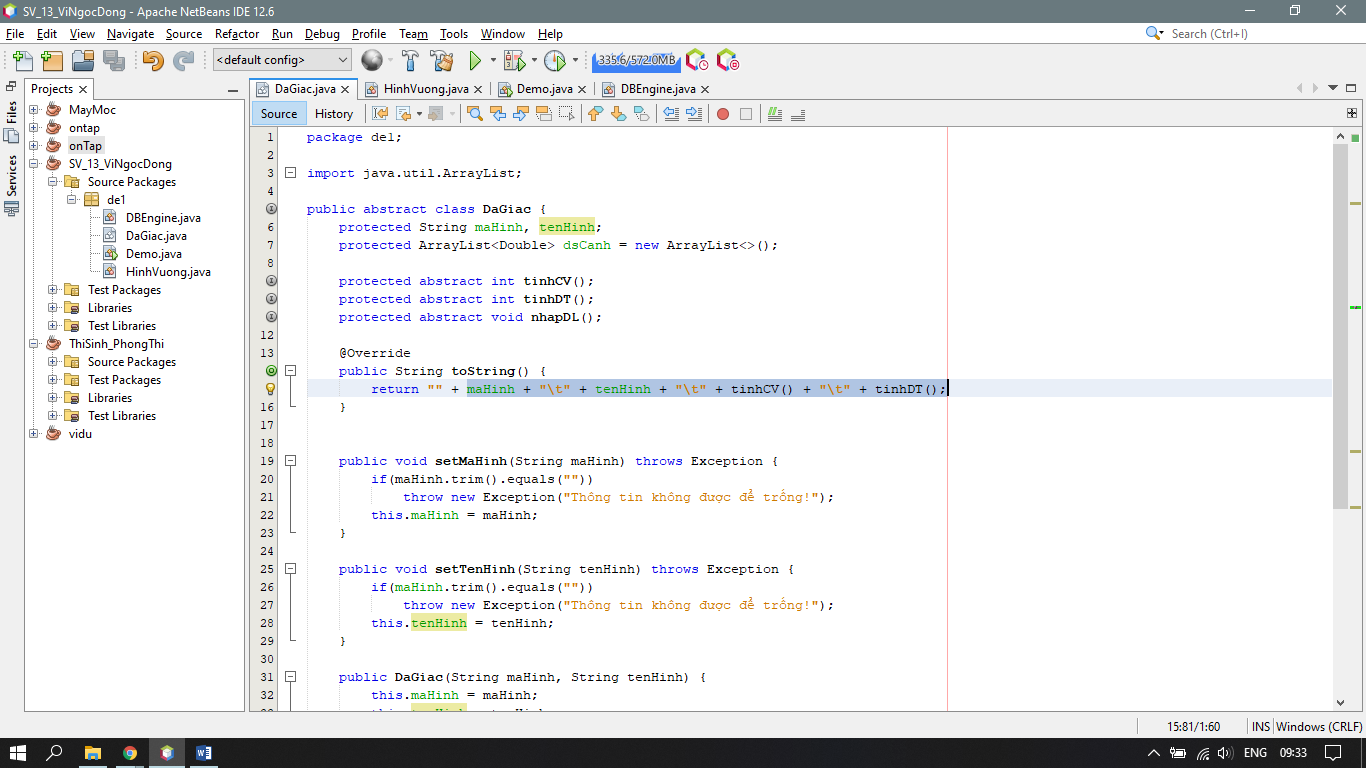 SV_13_ViNgocDong - Apache NetBeans IDE 12.6
File Edit View Navigate Source Refactor Run Debug Profile Team Tools Window Help
Search (Ctrl+I)
<default config>
335.6/572.0MB
Files
Services
Projects
MayMoc
ontap
onTap
SV_13_ViNgocDong
Source Packages
de1
DBEngine.java
DaGiac.java
Demo.java
HinhVuong.java
Test Packages
Libraries
Test Libraries
ThiSinh_PhongThi
Source Packages
Test Packages
Libraries
Test Libraries
vidu
DaGiac.java HinhVuong.java Demo.java DBEngine.java
Source History
1 package de1;
2
3 import java.util.ArrayList;
4
public abstract class DaGiac {
6 protected String maHinh, tenHinh;
7 protected ArrayList<Double> dsCanh = new ArrayList<>();
8
protected abstract int tinhCV();
protected abstract int tinhDT();
protected abstract void nhapDL();
12
13 @Override
public String toString() {
return "" + maHinh + "\t" + tenHinh + "\t" + tinhCV() + "\t" + tinhDT();
16 }
17
18
19 public void setMaHinh(String maHinh) throws Exception {
20 if(maHinh.trim().equals(""))
21 throw new Exception("Thông tin không được để trống!");
22 this.maHinh = maHinh;
23 }
24
25 public void setTenHinh(String tenHinh) throws Exception {
26 if(maHinh.trim().equals(""))
27 throw new Exception("Thông tin không được để trống!");
28 this.tenHinh = tenHinh;
29 }
30
31 public DaGiac(String maHinh, String tenHinh) {
32 this.maHinh = maHinh;
15:81/1:60 INS Windows (CRLF)
ENG 09:33